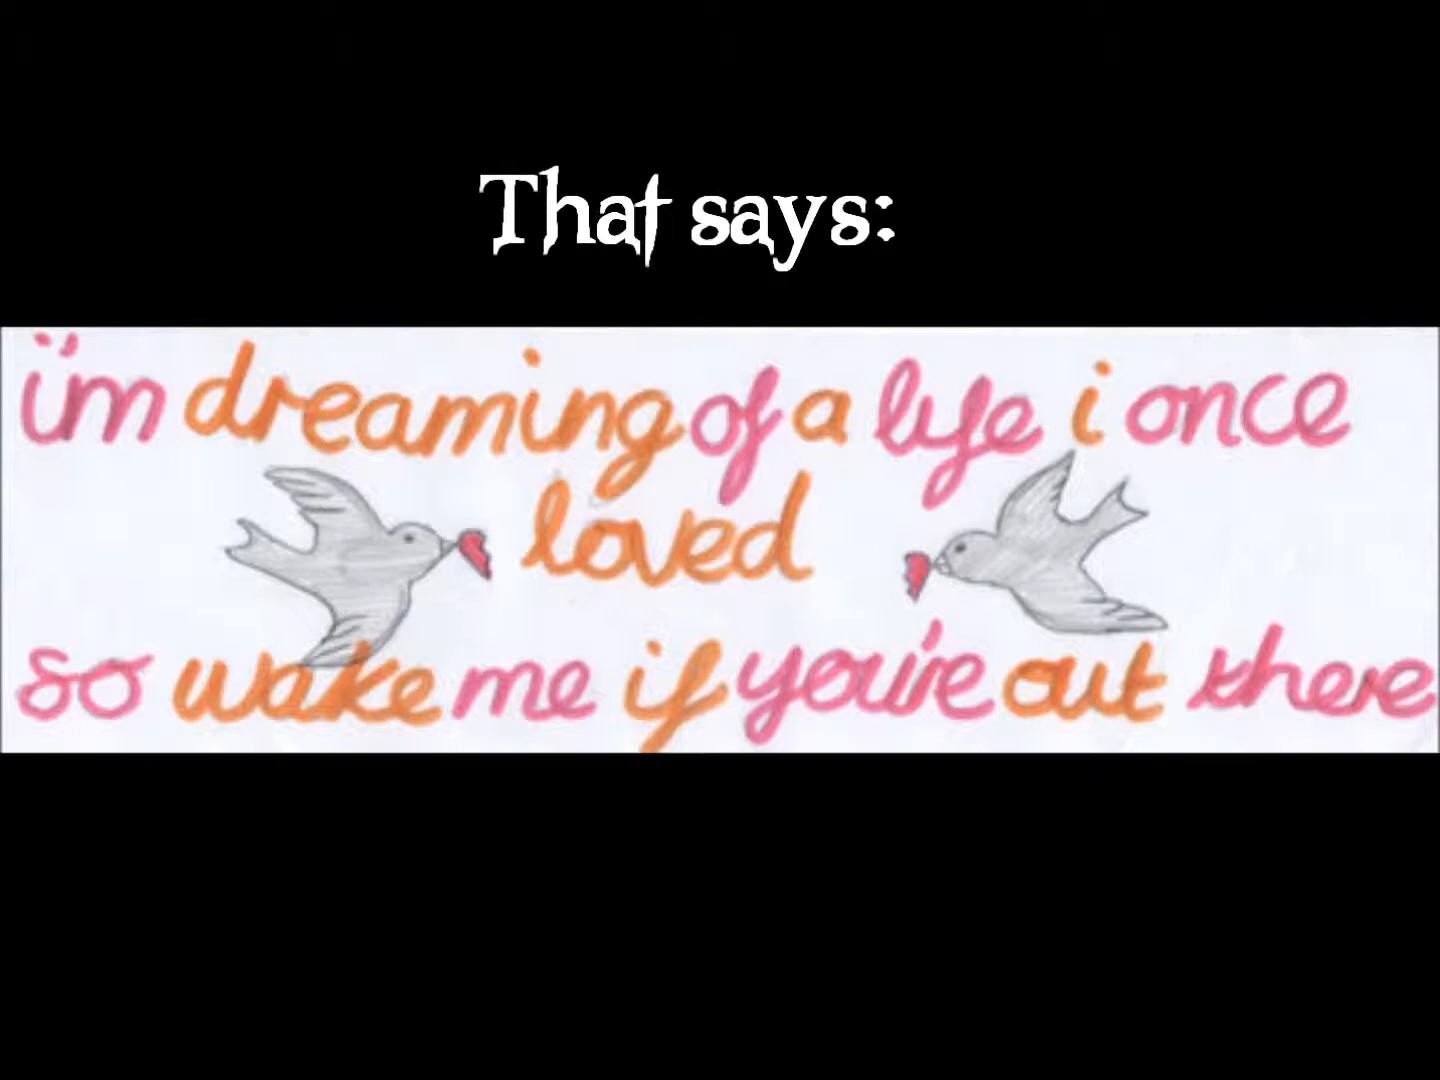 That says:
i'm dreaming of a life i once
loved
so wake me if you're out there